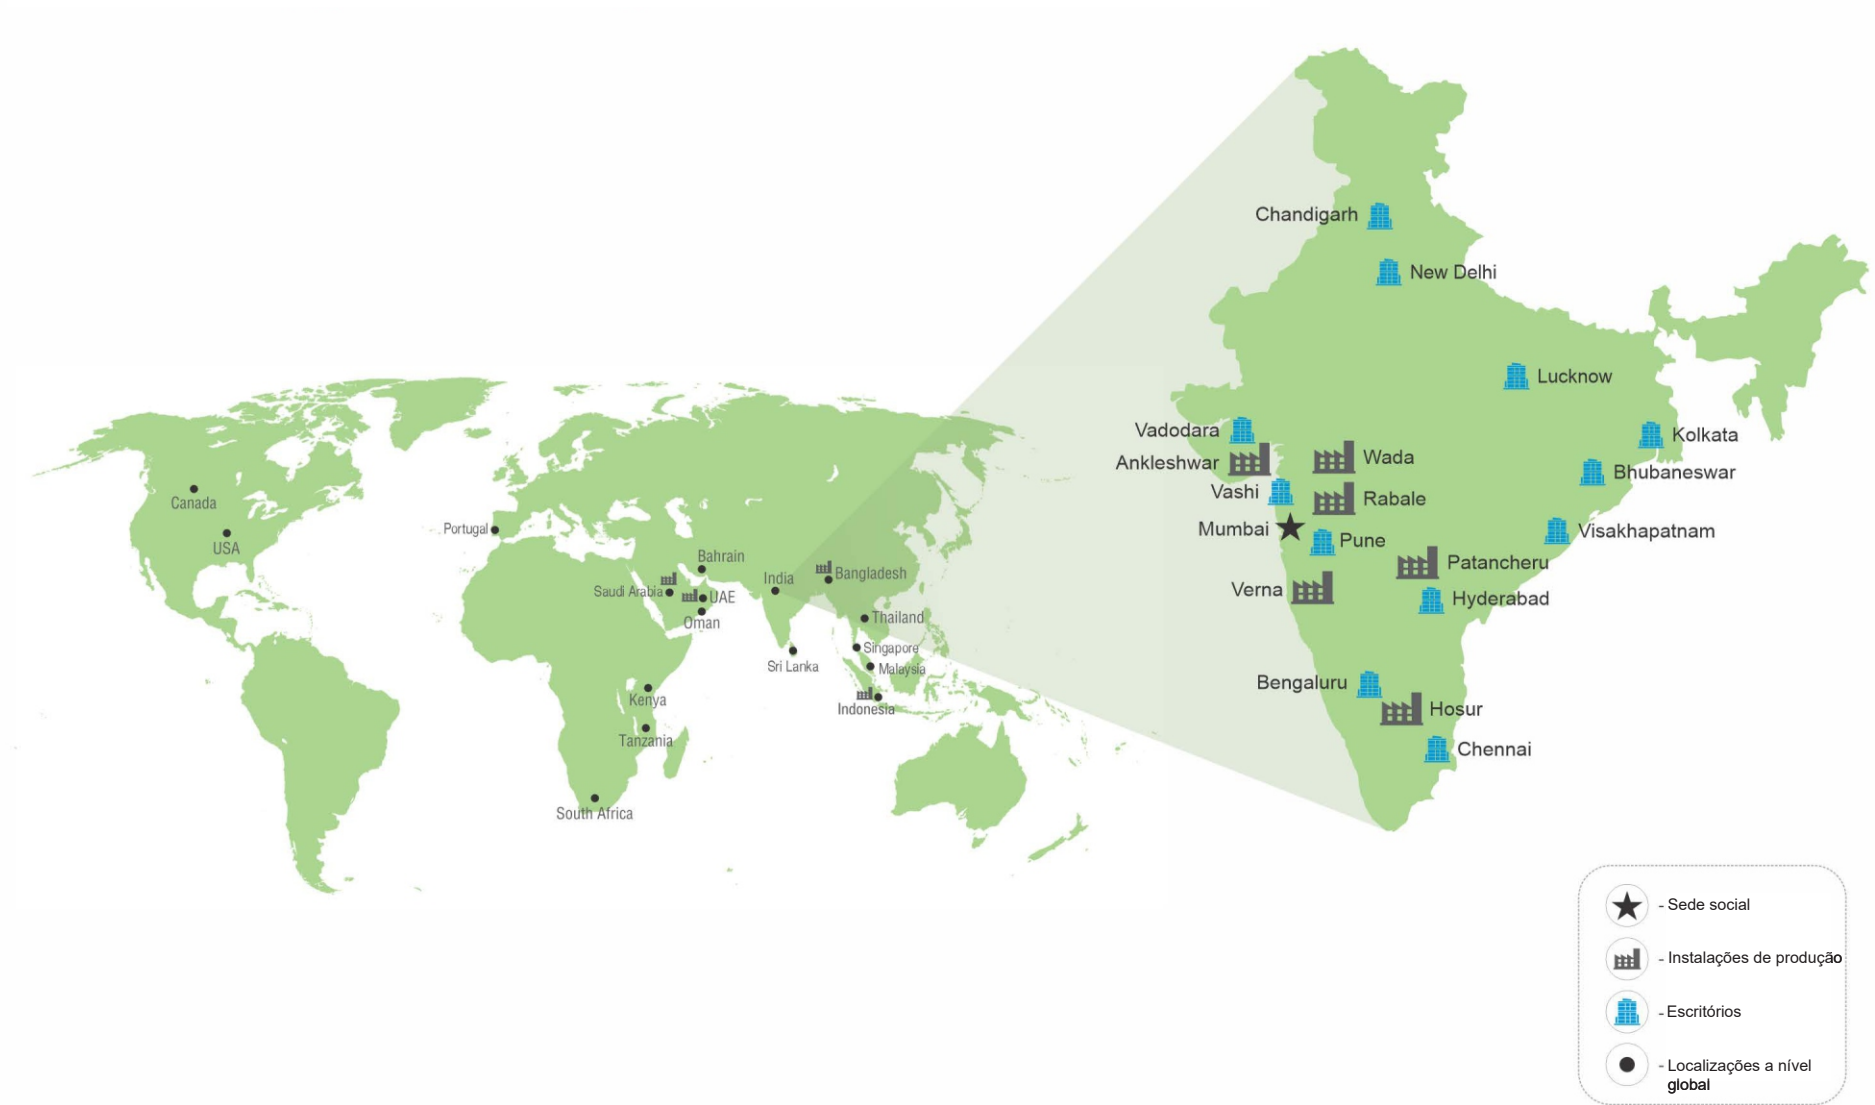 Canada
USA
Portugal
Bahrain
Saudi Arabia
UAE
Oman
India
Bangladesh
Thailand
Singapore
Malaysia
Sri Lanka
Indonesia
Kenya
Tanzania
South Africa
Chandigarh
New Delhi
Lucknow
Vadodara
Kolkata
Ankleshwar
Wada
Bhubaneswar
Vashi
Rabale
Mumbai
Pune
Visakhapatnam
Patancheru
Verna
Hyderabad
Bengaluru
Hosur
Chennai
- Sede social
- Instalações de produção
- Escritórios
- Localizações a nível
global